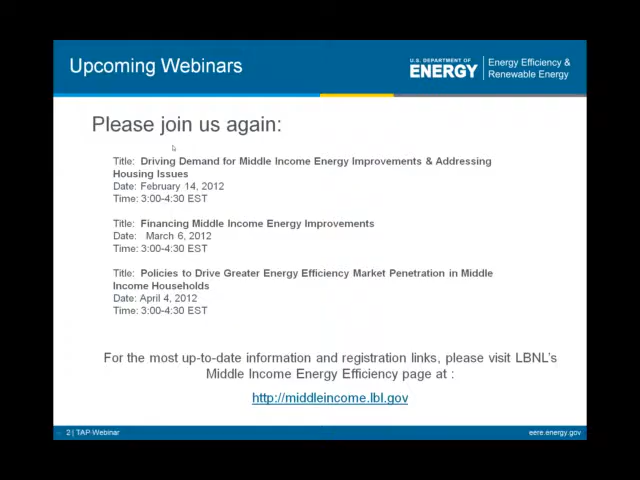 Upcoming Webinars
U.S. DEPARTMENT OF
ENERGY
Energy Efficiency &
Renewable Energy
Please join us again:
Title: Driving Demand for Middle Income Energy Improvements & Addressing
Housing Issues
Date: February 14, 2012
Time: 3:00-4:30 EST
Title: Financing Middle Income Energy Improvements
Date: March 6, 2012
Time: 3:00-4:30 EST
Title: Policies to Drive Greater Energy Efficiency Market Penetration in Middle
Income Households
Date: April 4, 2012
Time: 3:00-4:30 EST
For the most up-to-date information and registration links, please visit LBNL's
Middle Income Energy Efficiency page at :
http://middleincome.lbl.gov
2 | TAP Webinar
eere.energy.gov